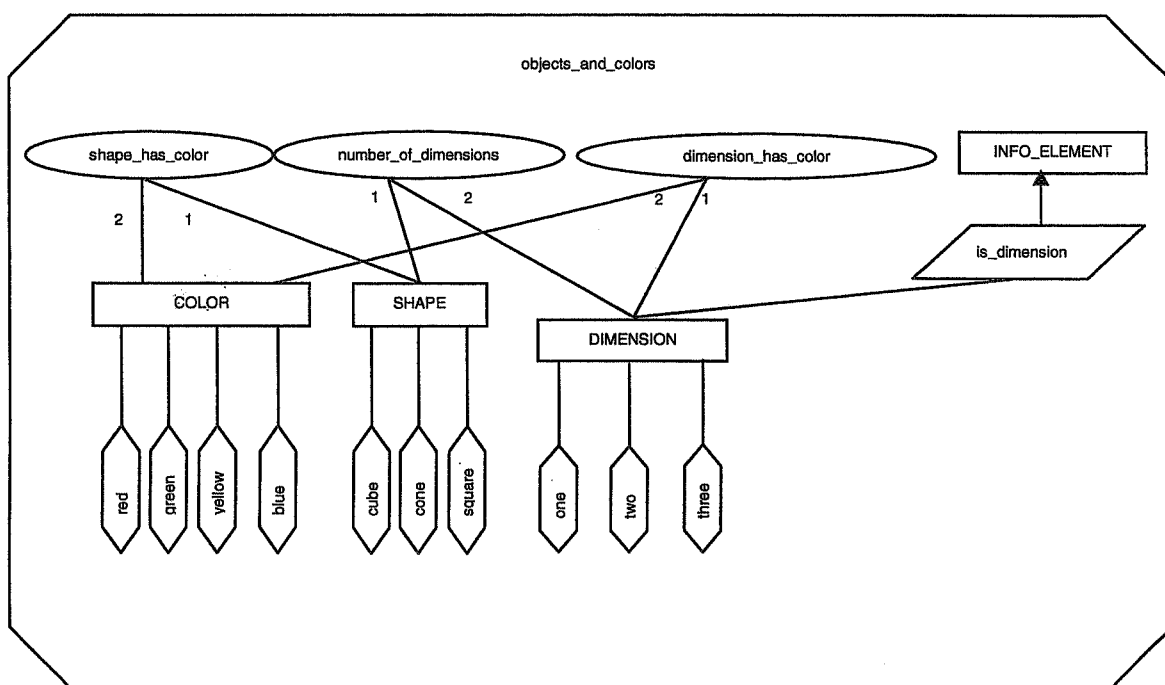 objects_and_colors
shape_has_color
number_of_dimensions
dimension_has_color
INFO_ELEMENT
2
1
1
2
2
1
is_dimension
COLOR
SHAPE
DIMENSION
red
green
yellow
blue
cube
cone
square
one
two
three